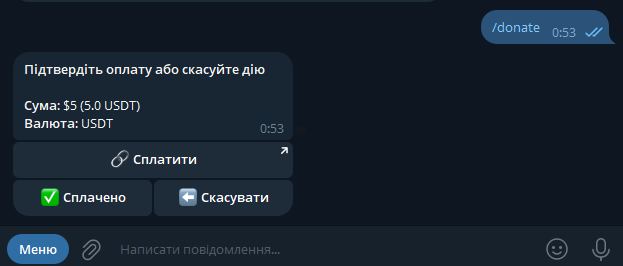 /donate 0:53
Підтвердіть оплату або скасуйте дію
Сума: $5 (5.0 USDT)
Валюта: USDT
0:53
Сплатити
Сплачено
Скасувати
Меню
Написати повідомлення...